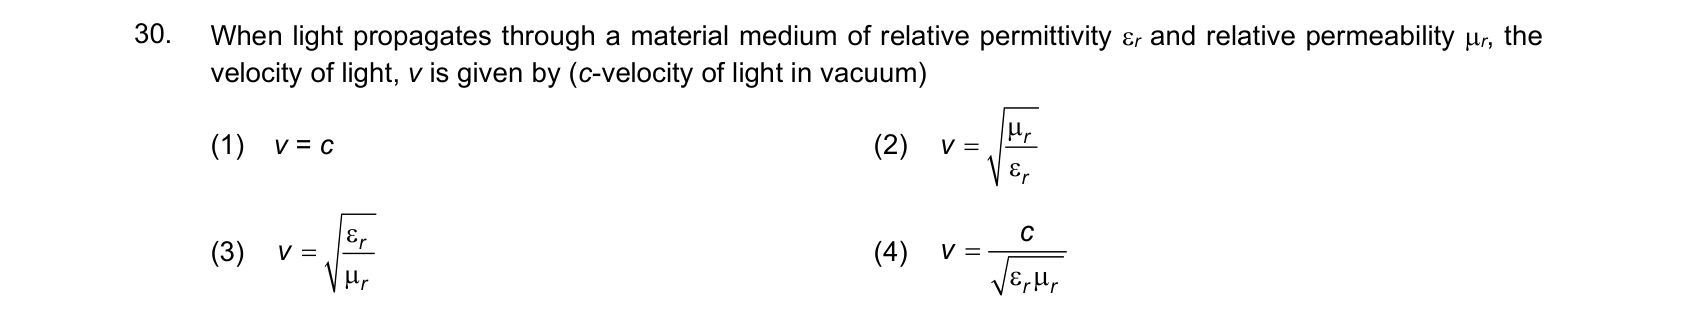 30. When light propagates through a material medium of relative permittivity εr and relative permeability μr, the
velocity of light, v is given by (c-velocity of light in vacuum)
(1) v = c (2) v = √(μr/εr)
(3) v = √(εr/μr) (4) v = c/√(εrμr)